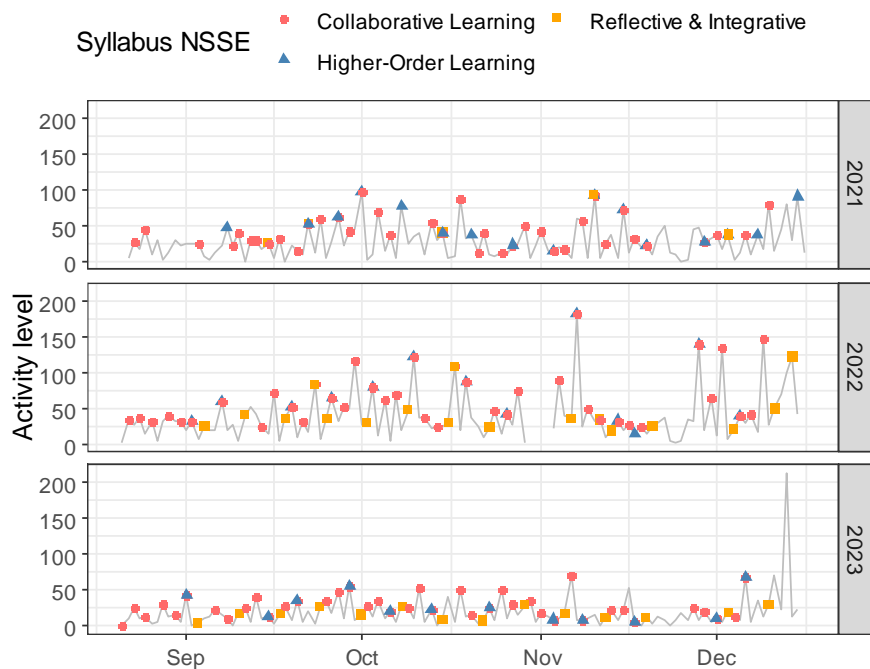 Syllabus NSSE
Collaborative Learning
Reflective & Integrative
Higher-Order Learning
Activity level
200
150
100
50
0
2021
200
150
100
50
0
2022
200
150
100
50
0
2023
Sep
Oct
Nov
Dec